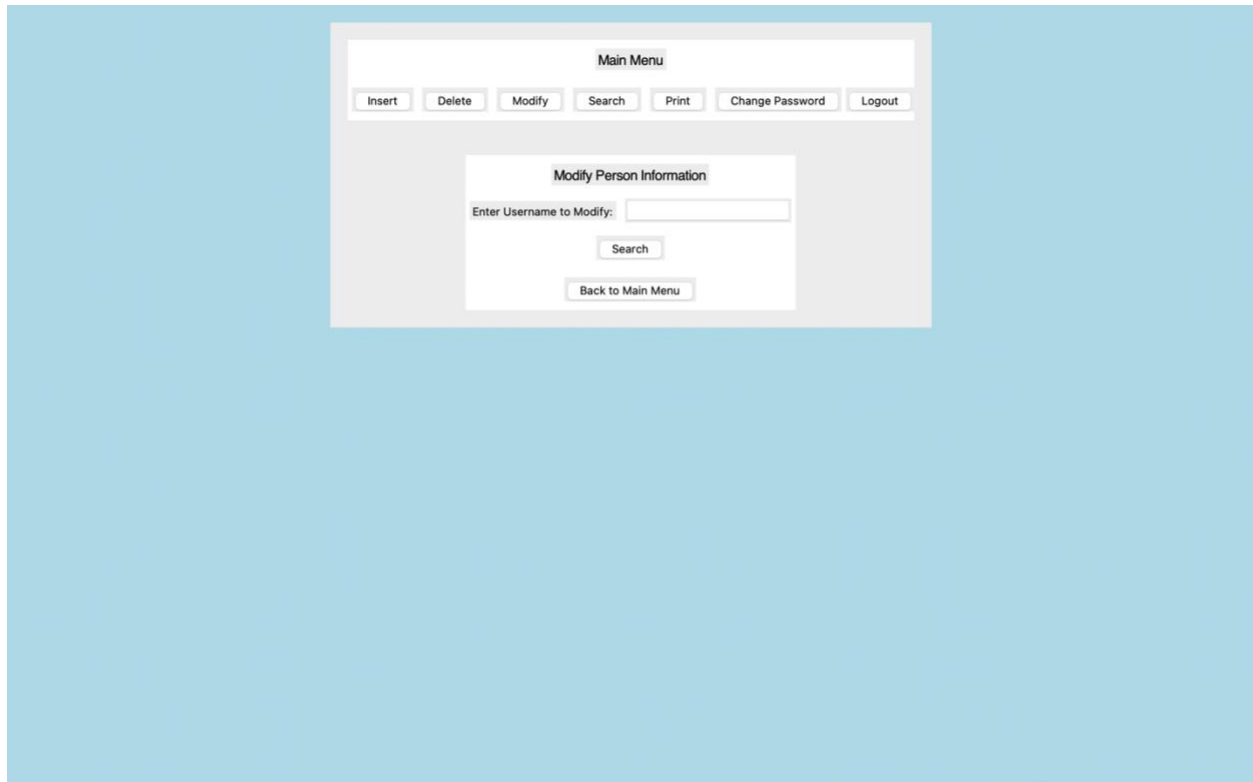 Main Menu
Insert Delete Modify Search Print Change Password Logout
Modify Person Information
Enter Username to Modify:
Search
Back to Main Menu